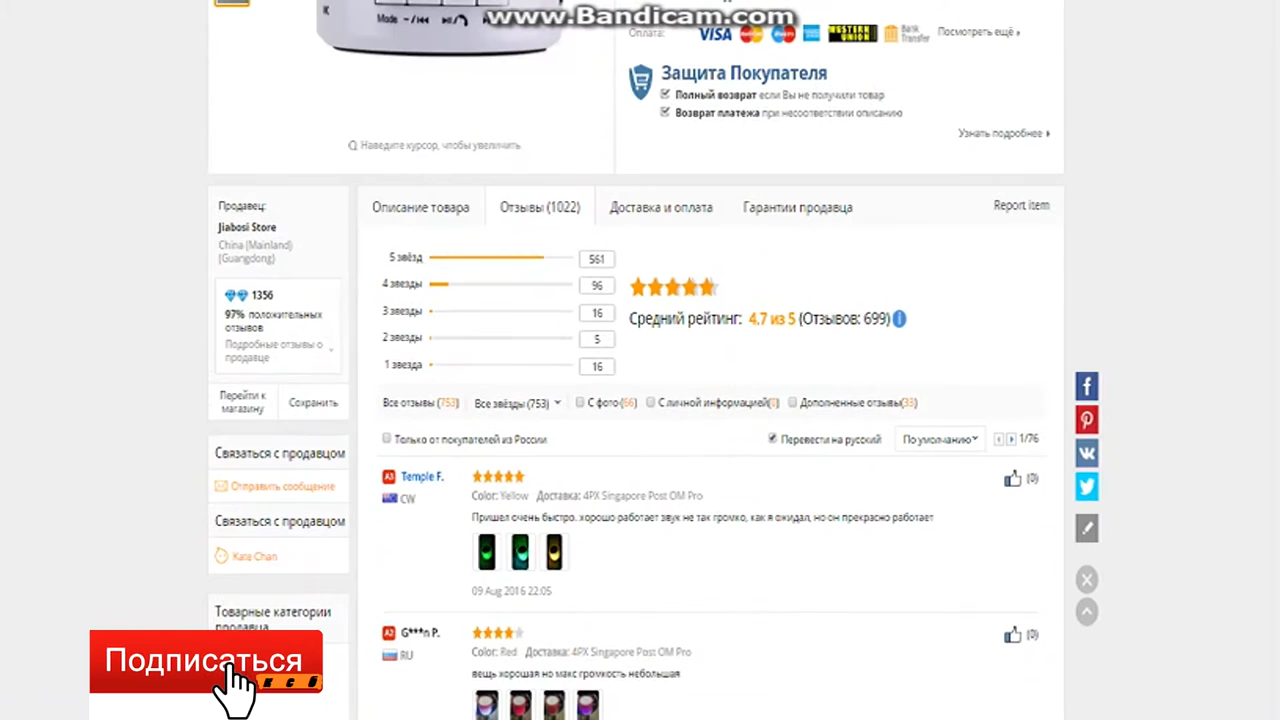 www.Bandicam.com
K
Mode
Оплата:
VISA
WESTERN UNION
Bank Transfer
Посмотреть ещё
Защита Покупателя
Полный возврат если Вы не получили товар
Возврат платежа при несоответствии описанию
Узнать подробнее
Наведите курсор, чтобы увеличить
Продавец:
Jiabosi Store
China (Mainland)
(Guangdong)
1356
97% положительных
отзывов
Подробные отзывы о
продавце
Перейти к
магазину
Сохранить
Связаться с продавцом
Отправить сообщение
Связаться с продавцом
Kate Chan
Товарные категории
продавца
Описание товара
Отзывы (1022)
Доставка и оплата
Гарантии продавца
Report item
5 звёзд 561
4 звезды 96
3 звезды 16
2 звезды 5
1 звезда 16
Средний рейтинг: 4.7 из 5 (Отзывов: 699)
Все отзывы (753) Все звёзды (753) С фото(66) С личной информацией(0) Дополненные отзывы(33)
Только от покупателей из России
Перевести на русский
По умолчанию
1/76
A3 Temple F.
CW
(0)
Color: Yellow Доставка: 4PX Singapore Post OM Pro
Пришел очень быстро. хорошо работает звук не так громко, как я ожидал, но он прекрасно работает
09 Aug 2016 22:05
A2 G***n P.
RU
(0)
Color: Red Доставка: 4PX Singapore Post OM Pro
вещь хорошая но макс громкость небольшая
Подписаться